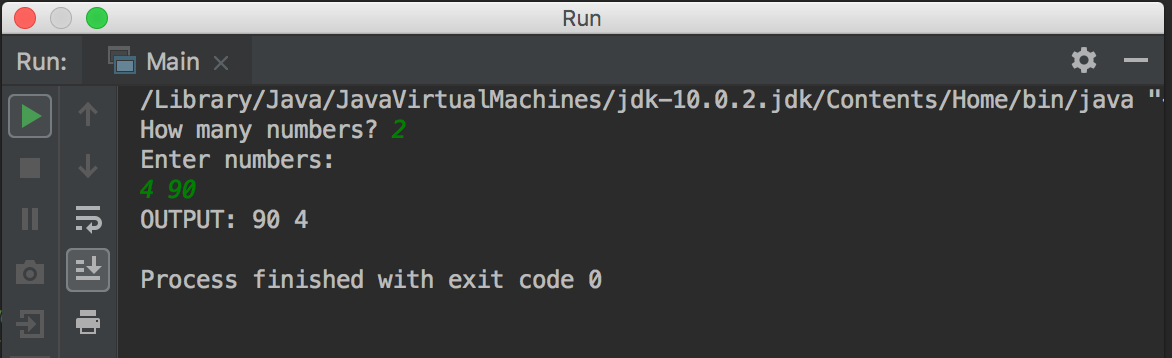 Run
Run: Main
/Library/Java/JavaVirtualMachines/jdk-10.0.2.jdk/Contents/Home/bin/java "
How many numbers? 2
Enter numbers:
4 90
OUTPUT: 90 4
Process finished with exit code 0